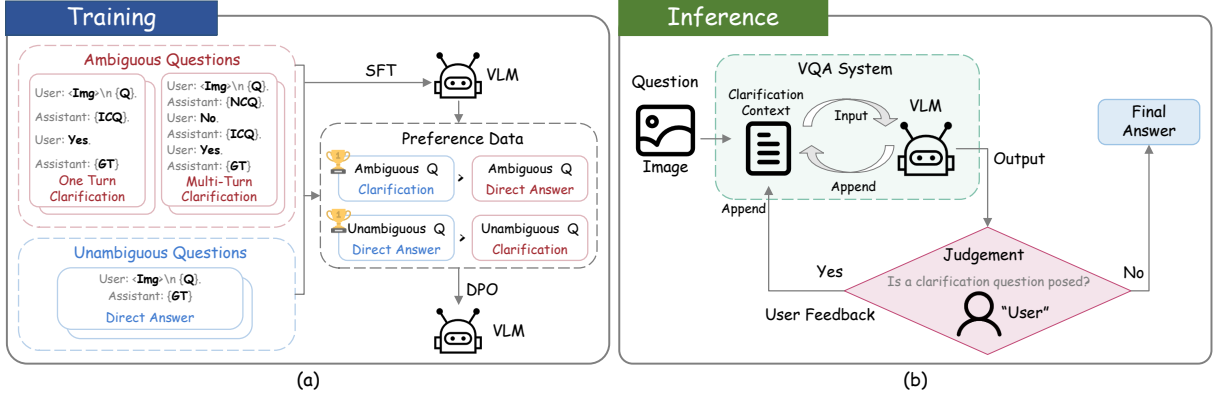 Training
Ambiguous Questions
User: <Img>\n {Q}.
Assistant: {ICQ}.
User: Yes.
Assistant: {GT}
One Turn
Clarification
User: <Img>\n {Q}.
Assistant: {NCQ}.
User: No.
Assistant: {ICQ}.
User: Yes.
Assistant: {GT}
Multi-Turn
Clarification
Unambiguous Questions
User: <Img>\n {Q}.
Assistant: {GT}
Direct Answer
SFT
VLM
Preference Data
1
Ambiguous Q
Clarification
>
Ambiguous Q
Direct Answer
1
Unambiguous Q
Direct Answer
>
Unambiguous Q
Clarification
DPO
VLM
(a)
Inference
Question
Image
VQA System
Clarification
Context
Input
Append
VLM
Output
Append
Final
Answer
Judgement
Is a clarification question posed?
"User"
Yes
No
User Feedback
(b)